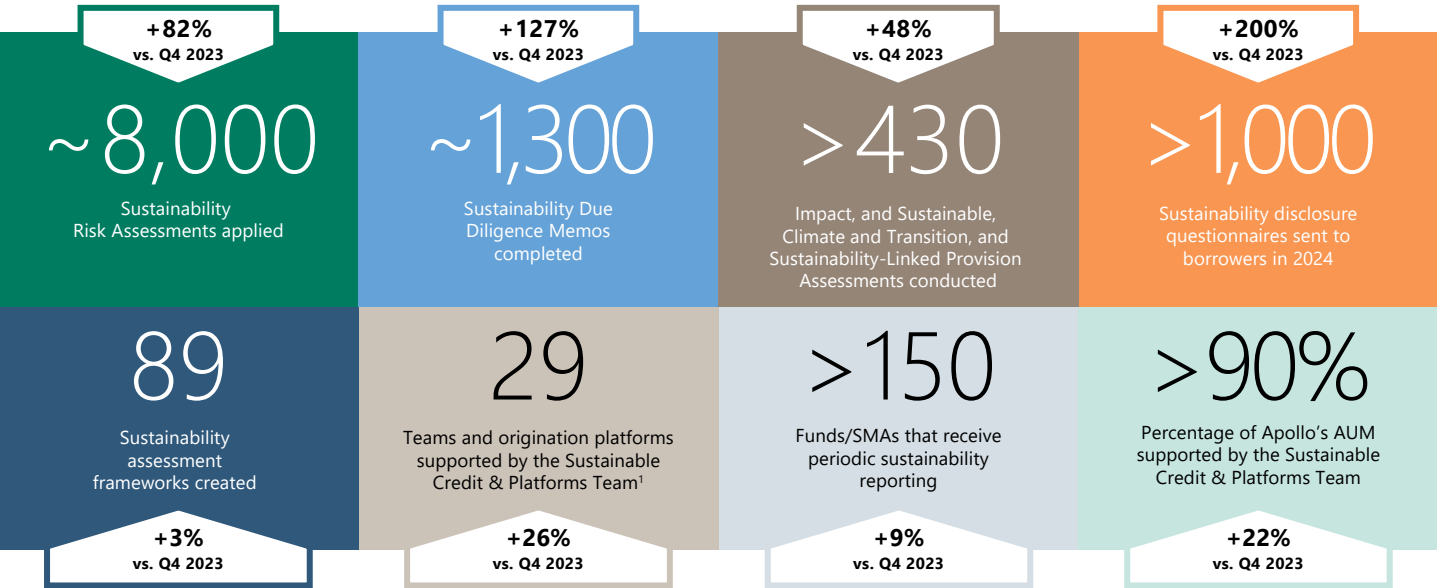 +82%
vs. Q4 2023
~8,000
Sustainability
Risk Assessments applied
+127%
vs. Q4 2023
~1,300
Sustainability Due
Diligence Memos
completed
+48%
vs. Q4 2023
>430
Impact, and Sustainable,
Climate and Transition, and
Sustainability-Linked Provision
Assessments conducted
+200%
vs. Q4 2023
>1,000
Sustainability disclosure
questionnaires sent to
borrowers in 2024
89
Sustainability
assessment
frameworks created
+3%
vs. Q4 2023
29
Teams and origination platforms
supported by the Sustainable
Credit & Platforms Team¹
+26%
vs. Q4 2023
>150
Funds/SMAs that receive
periodic sustainability
reporting
+9%
vs. Q4 2023
>90%
Percentage of Apollo’s AUM
supported by the Sustainable
Credit & Platforms Team
+22%
vs. Q4 2023